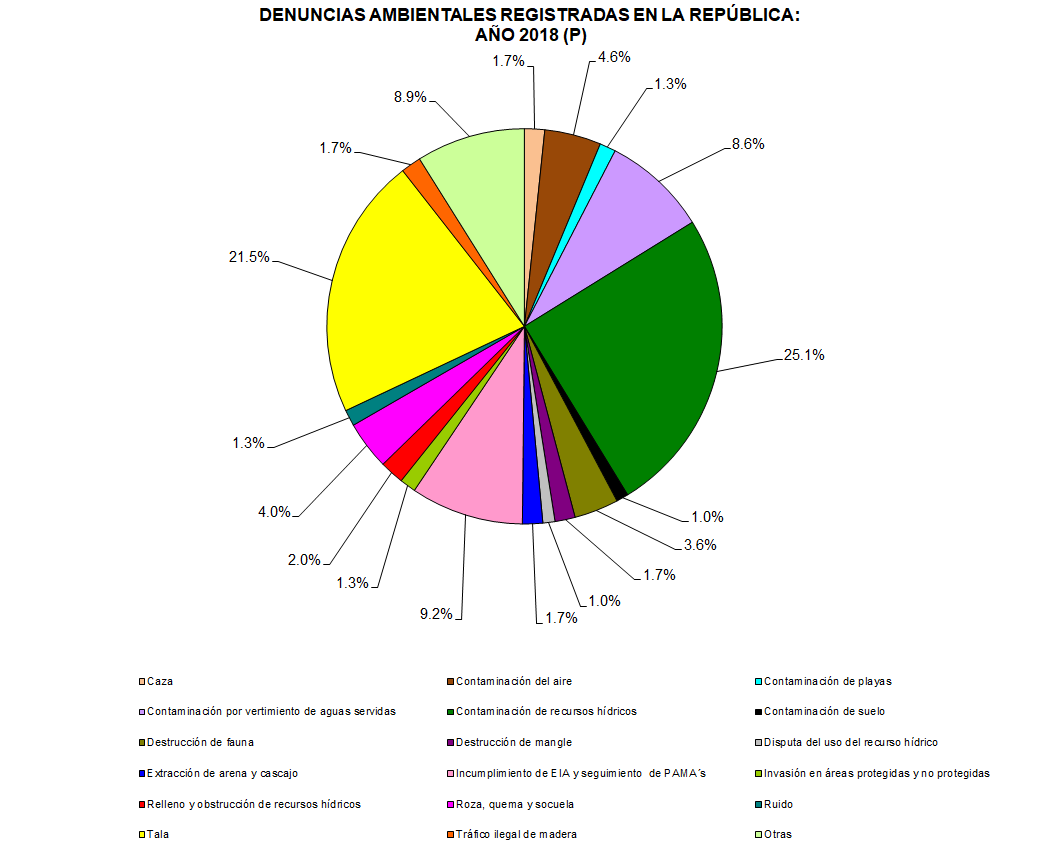 DENUNCIAS AMBIENTALES REGISTRADAS EN LA REPÚBLICA:
AÑO 2018 (P)
1.7%
4.6%
1.3%
8.6%
25.1%
1.0%
3.6%
1.7%
1.0%
1.7%
9.2%
1.3%
2.0%
4.0%
1.3%
21.5%
1.7%
8.9%
Caza
Contaminación del aire
Contaminación de playas
Contaminación por vertimiento de aguas servidas
Contaminación de recursos hídricos
Contaminación de suelo
Destrucción de fauna
Destrucción de mangle
Disputa del uso del recurso hídrico
Extracción de arena y cascajo
Incumplimiento de EIA y seguimiento  de PAMA´s
Invasión en áreas protegidas y no protegidas
Relleno y obstrucción de recursos hídricos
Roza, quema y socuela
Ruido
Tala
Tráfico ilegal de madera
Otras